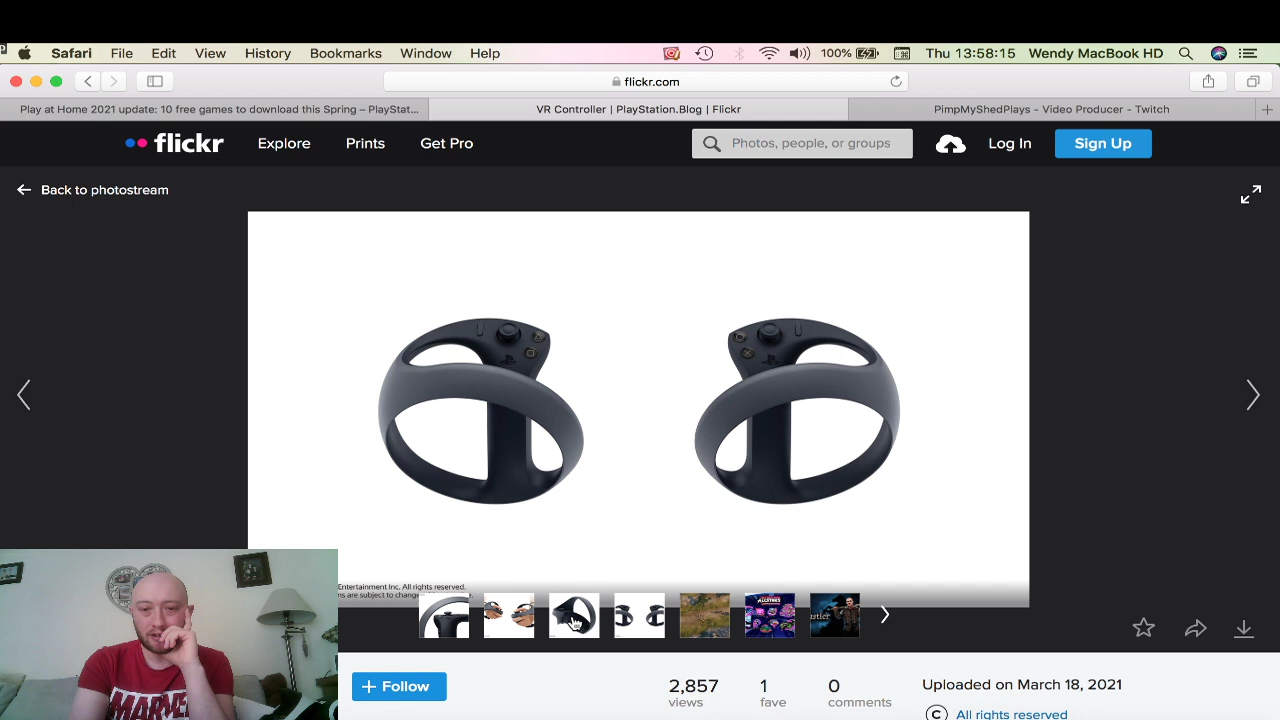 Safari File Edit View History Bookmarks Window Help 100% Thu 13:58:15 Wendy MacBook HD
flickr.com
Play at Home 2021 update: 10 free games to download this Spring – PlayStat... VR Controller | PlayStation.Blog | Flickr PimpMyShedPlays - Video Producer - Twitch
flickr Explore Prints Get Pro Photos, people, or groups Log In Sign Up
Back to photostream
Entertainment Inc. All rights reserved.
ns are subject to change
+ Follow
2,857
views
1
fave
0
comments
Uploaded on March 18, 2021
© All rights reserved
MARVEL